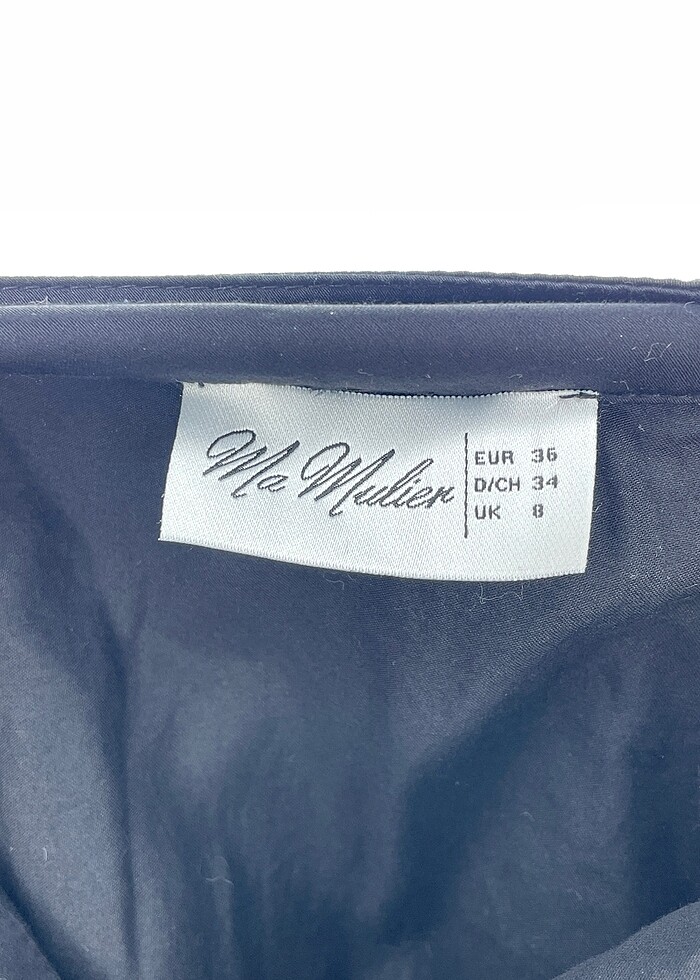 Ma Mulier
EUR 36
D/CH 34
UK 8